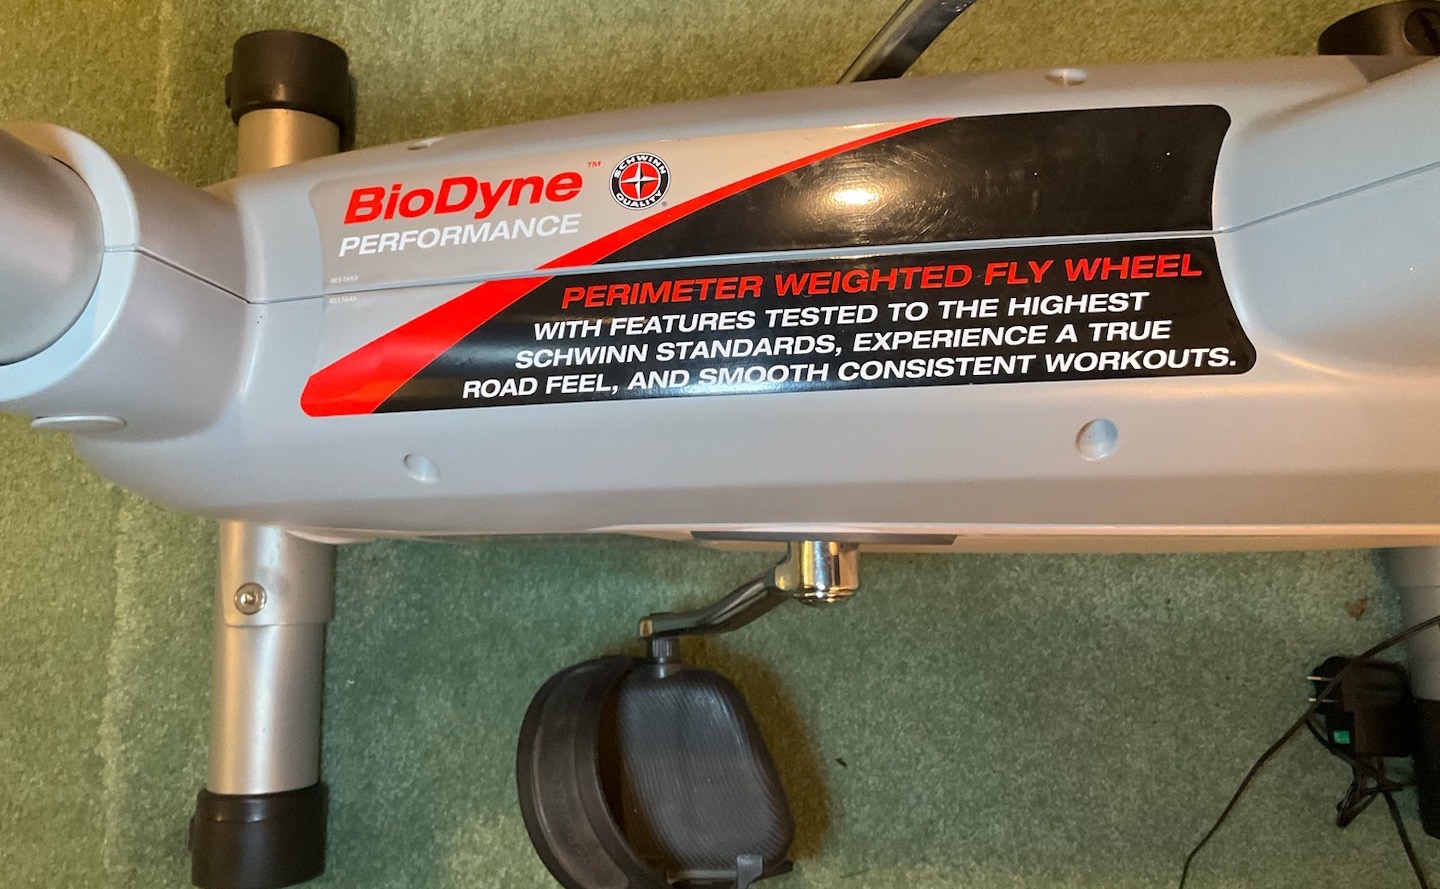 BioDyne™
PERFORMANCE
SCHWINN
QUALITY
®
PERIMETER WEIGHTED FLY WHEEL
WITH FEATURES TESTED TO THE HIGHEST
SCHWINN STANDARDS, EXPERIENCE A TRUE
ROAD FEEL, AND SMOOTH CONSISTENT WORKOUTS.